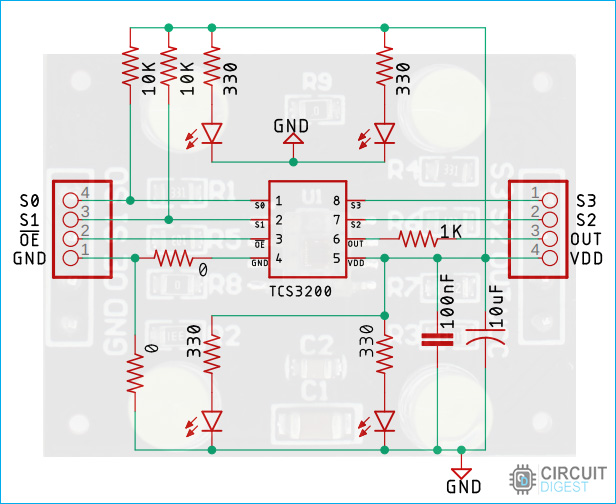 10K
10K
330
330
R9
GND
R4
S0
S1
OE
GND
4
3
2
1
R1
R5
R8
GND
U1
S0
S1
OE
GND
1
2
3
4
8
7
6
5
S3
S2
OUT
VDD
TCS3200
1K
1
2
3
4
S3
S2
OUT
VDD
0
0
330
330
R2
R7
R3
C2
C1
100nF
10uF
GND
CIRCUIT
DIGEST